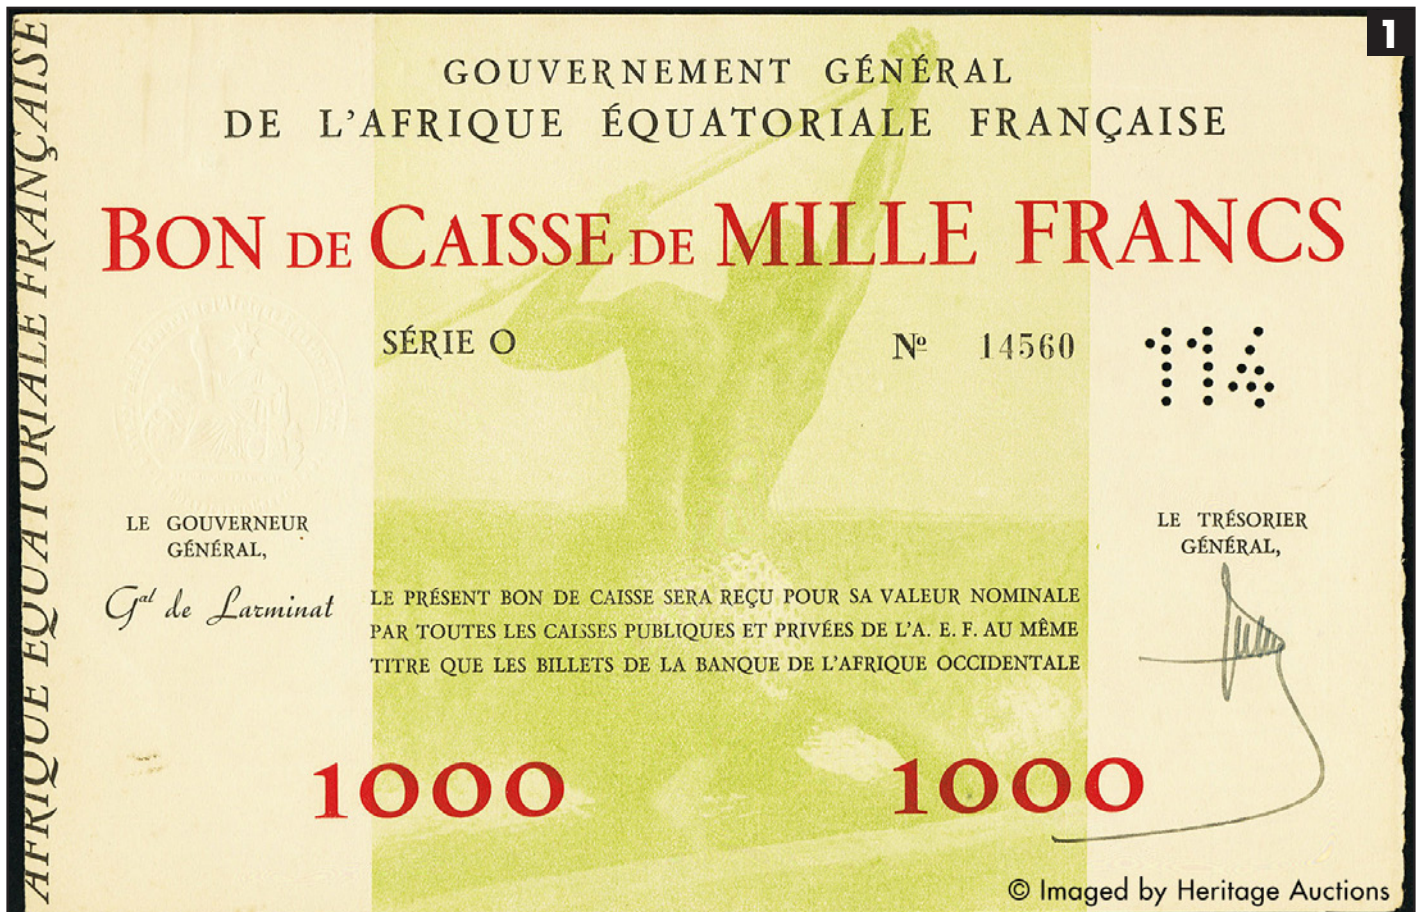 1
AFRIQUE ÉQUATORIALE FRANÇAISE
GOUVERNEMENT GÉNÉRAL
DE L'AFRIQUE ÉQUATORIALE FRANÇAISE
BON DE CAISSE DE MILLE FRANCS
SÉRIE O
Nº 14560
114
LE GOUVERNEUR
GÉNÉRAL,
Gal de Larminat
LE TRÉSORIER
GÉNÉRAL,
LE PRÉSENT BON DE CAISSE SERA REÇU POUR SA VALEUR NOMINALE
PAR TOUTES LES CAISSES PUBLIQUES ET PRIVÉES DE L'A. E. F. AU MÊME
TITRE QUE LES BILLETS DE LA BANQUE DE L'AFRIQUE OCCIDENTALE
1000 1000
© Imaged by Heritage Auctions